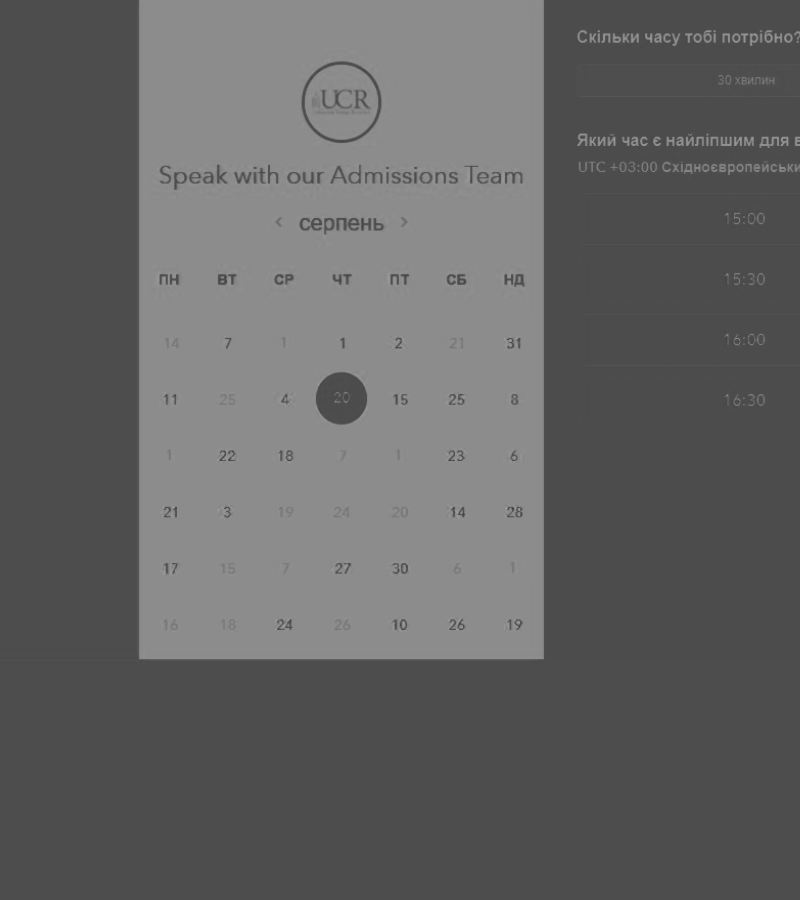 UCR
Speak with our Admissions Team
< серпень >
ПН ВТ СР ЧТ ПТ СБ НД
14 7 1 1 2 21 31
11 25 4 20 15 25 8
1 22 18 7 1 23 6
21 3 19 24 20 14 28
17 15 7 27 30 6 1
16 18 24 26 10 26 19
Скільки часу тобі потрібно?
30 хвилин
Який час є найліпшим для в
UTC +03:00 Східноєвропейськи
15:00
15:30
16:00
16:30